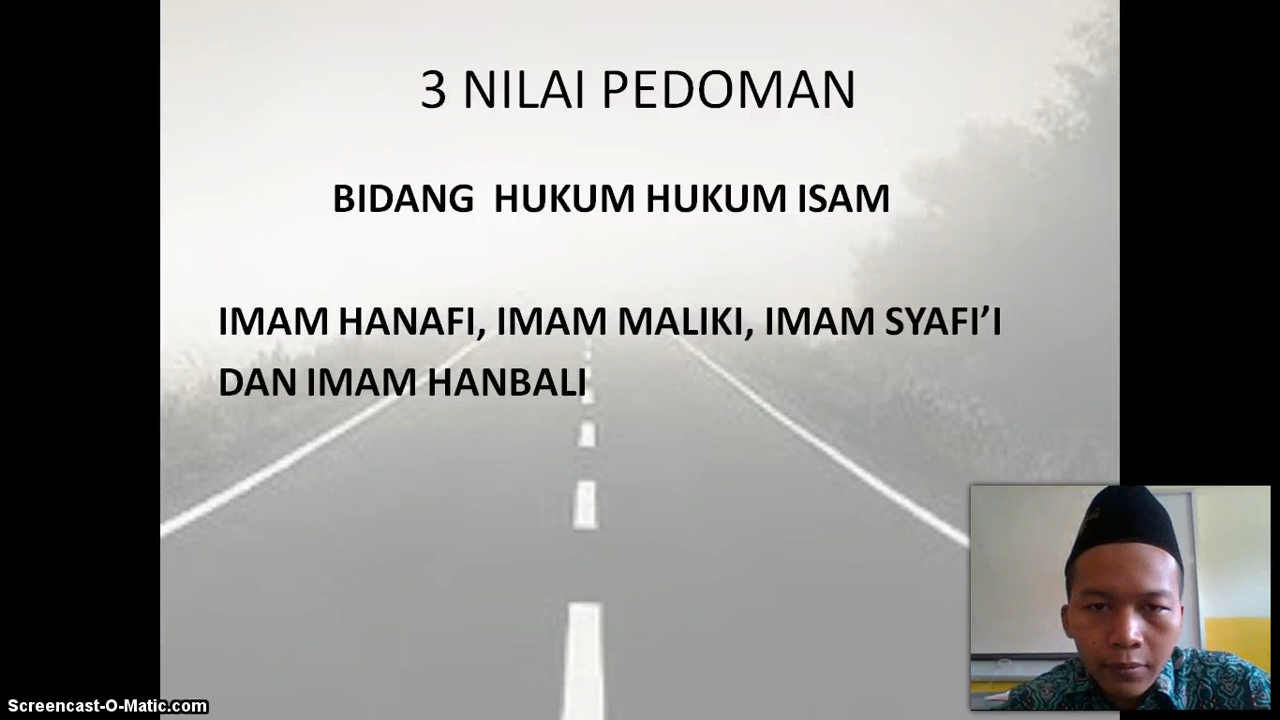 3 NILAI PEDOMAN
BIDANG  HUKUM HUKUM ISAM
IMAM HANAFI, IMAM MALIKI, IMAM SYAFI’I
DAN IMAM HANBALI
Screencast-O-Matic.com